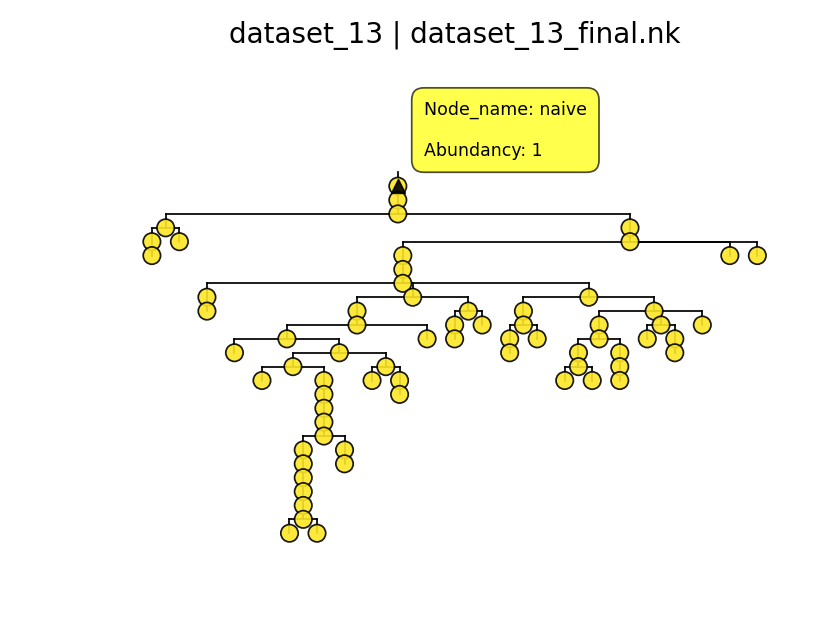 dataset_13 | dataset_13_final.nk
Node_name: naive
Abundancy: 1